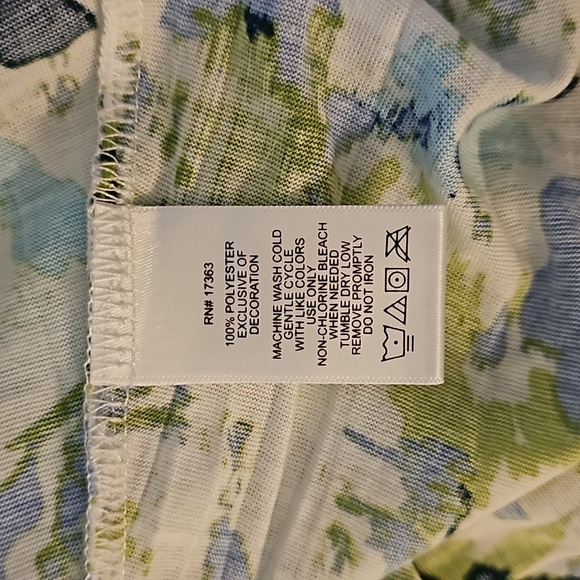 RN# 17363
100% POLYESTER
EXCLUSIVE OF
DECORATION
MACHINE WASH COLD
GENTLE CYCLE
WITH LIKE COLORS
USE ONLY
NON-CHLORINE BLEACH
WHEN NEEDED
TUMBLE DRY LOW
REMOVE PROMPTLY
DO NOT IRON